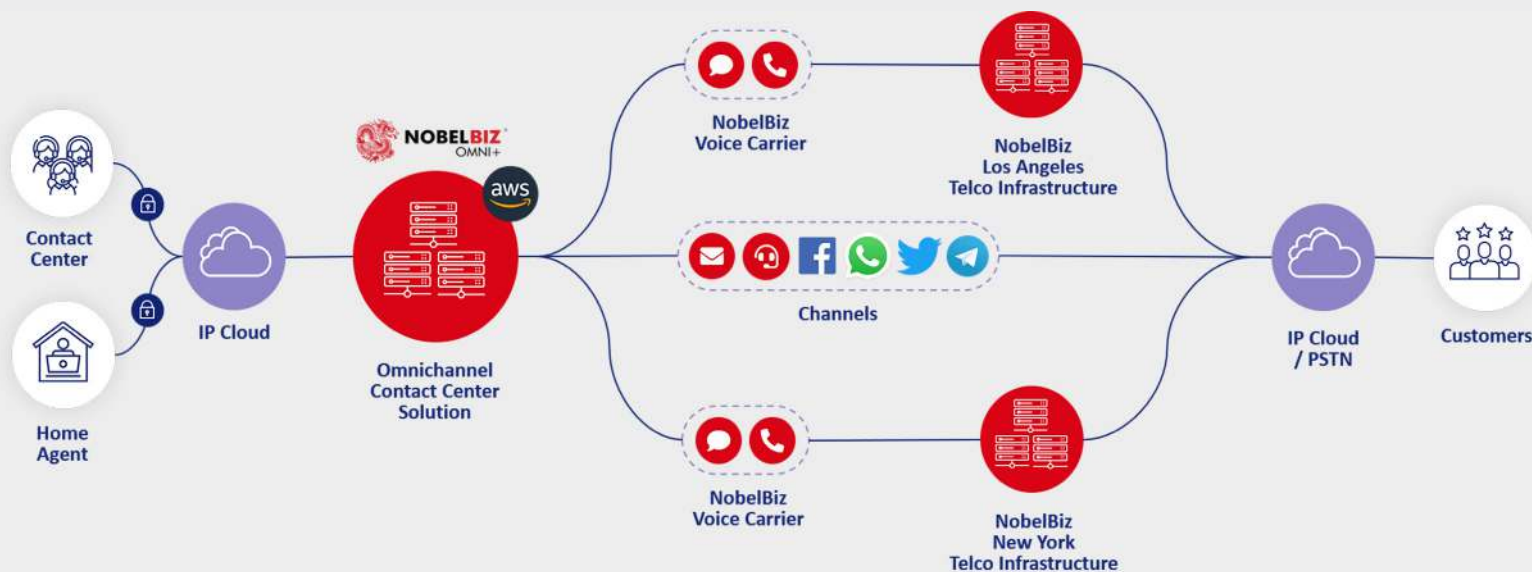 Contact
Center
Home
Agent
IP Cloud
NOBELBIZ®
OMNI+
aws
Omnichannel
Contact Center
Solution
NobelBiz
Voice Carrier
NobelBiz
Los Angeles
Telco Infrastructure
Channels
NobelBiz
Voice Carrier
NobelBiz
New York
Telco Infrastructure
IP Cloud
/ PSTN
Customers